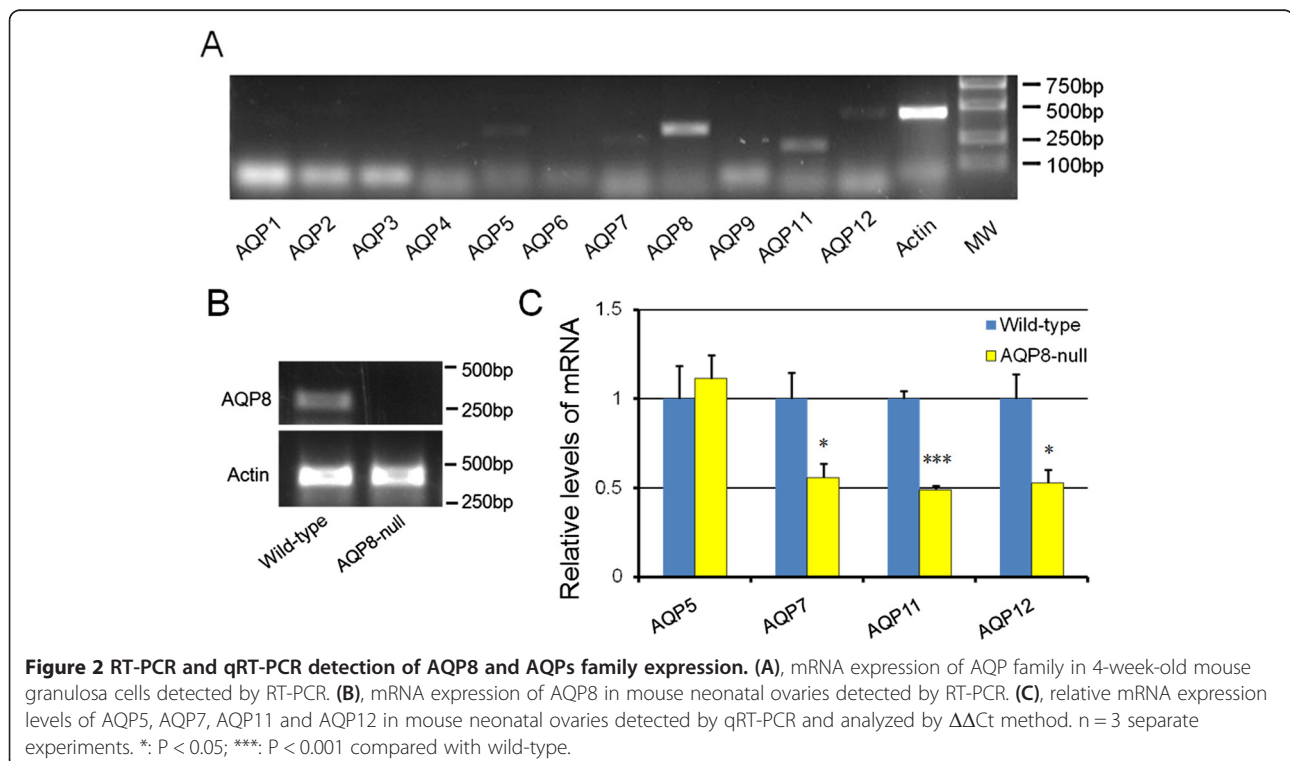 A
750bp
500bp
250bp
100bp
AQP1 AQP2 AQP3 AQP4 AQP5 AQP6 AQP7 AQP8 AQP9 AQP11 AQP12 Actin MW
B
AQP8
500bp
250bp
Actin
500bp
250bp
Wild-type AQP8-null
C
Relative levels of mRNA
1.5
1
0.5
0
Wild-type
AQP8-null
*
***
*
AQP5 AQP7 AQP11 AQP12
Figure 2 RT-PCR and qRT-PCR detection of AQP8 and AQPs family expression. (A), mRNA expression of AQP family in 4-week-old mouse
granulosa cells detected by RT-PCR. (B), mRNA expression of AQP8 in mouse neonatal ovaries detected by RT-PCR. (C), relative mRNA expression
levels of AQP5, AQP7, AQP11 and AQP12 in mouse neonatal ovaries detected by qRT-PCR and analyzed by ΔΔCt method. n = 3 separate
experiments. *: P < 0.05; ***: P < 0.001 compared with wild-type.